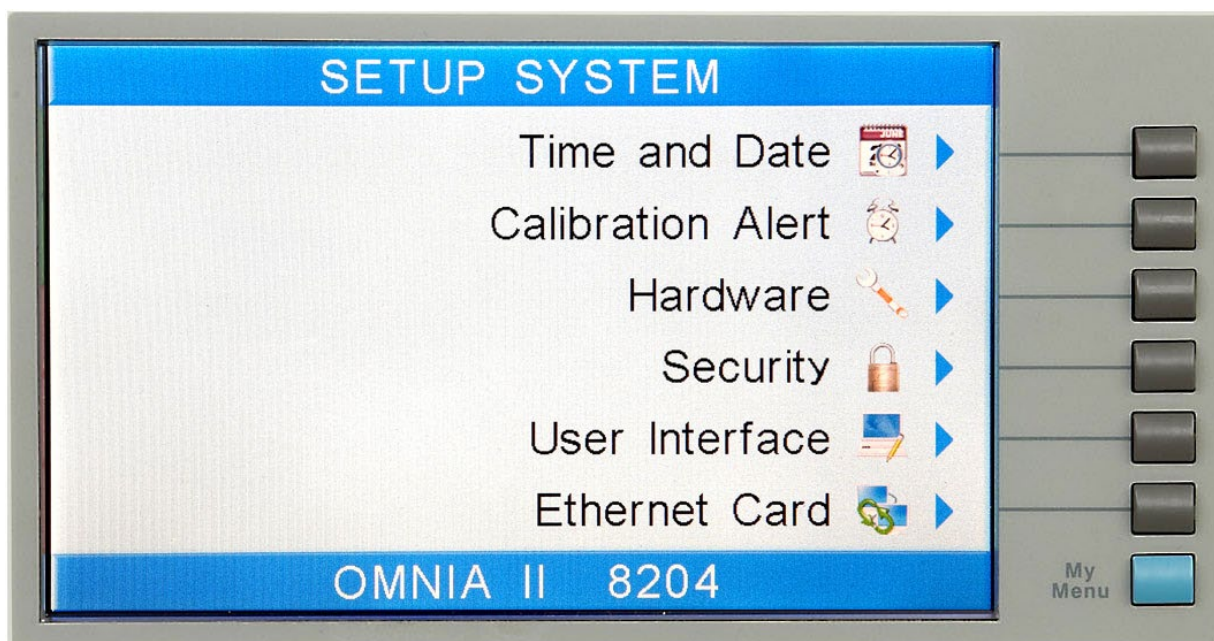 SETUP SYSTEM
Time and Date
Calibration Alert
Hardware
Security
User Interface
Ethernet Card
OMNIA II 8204
My
Menu